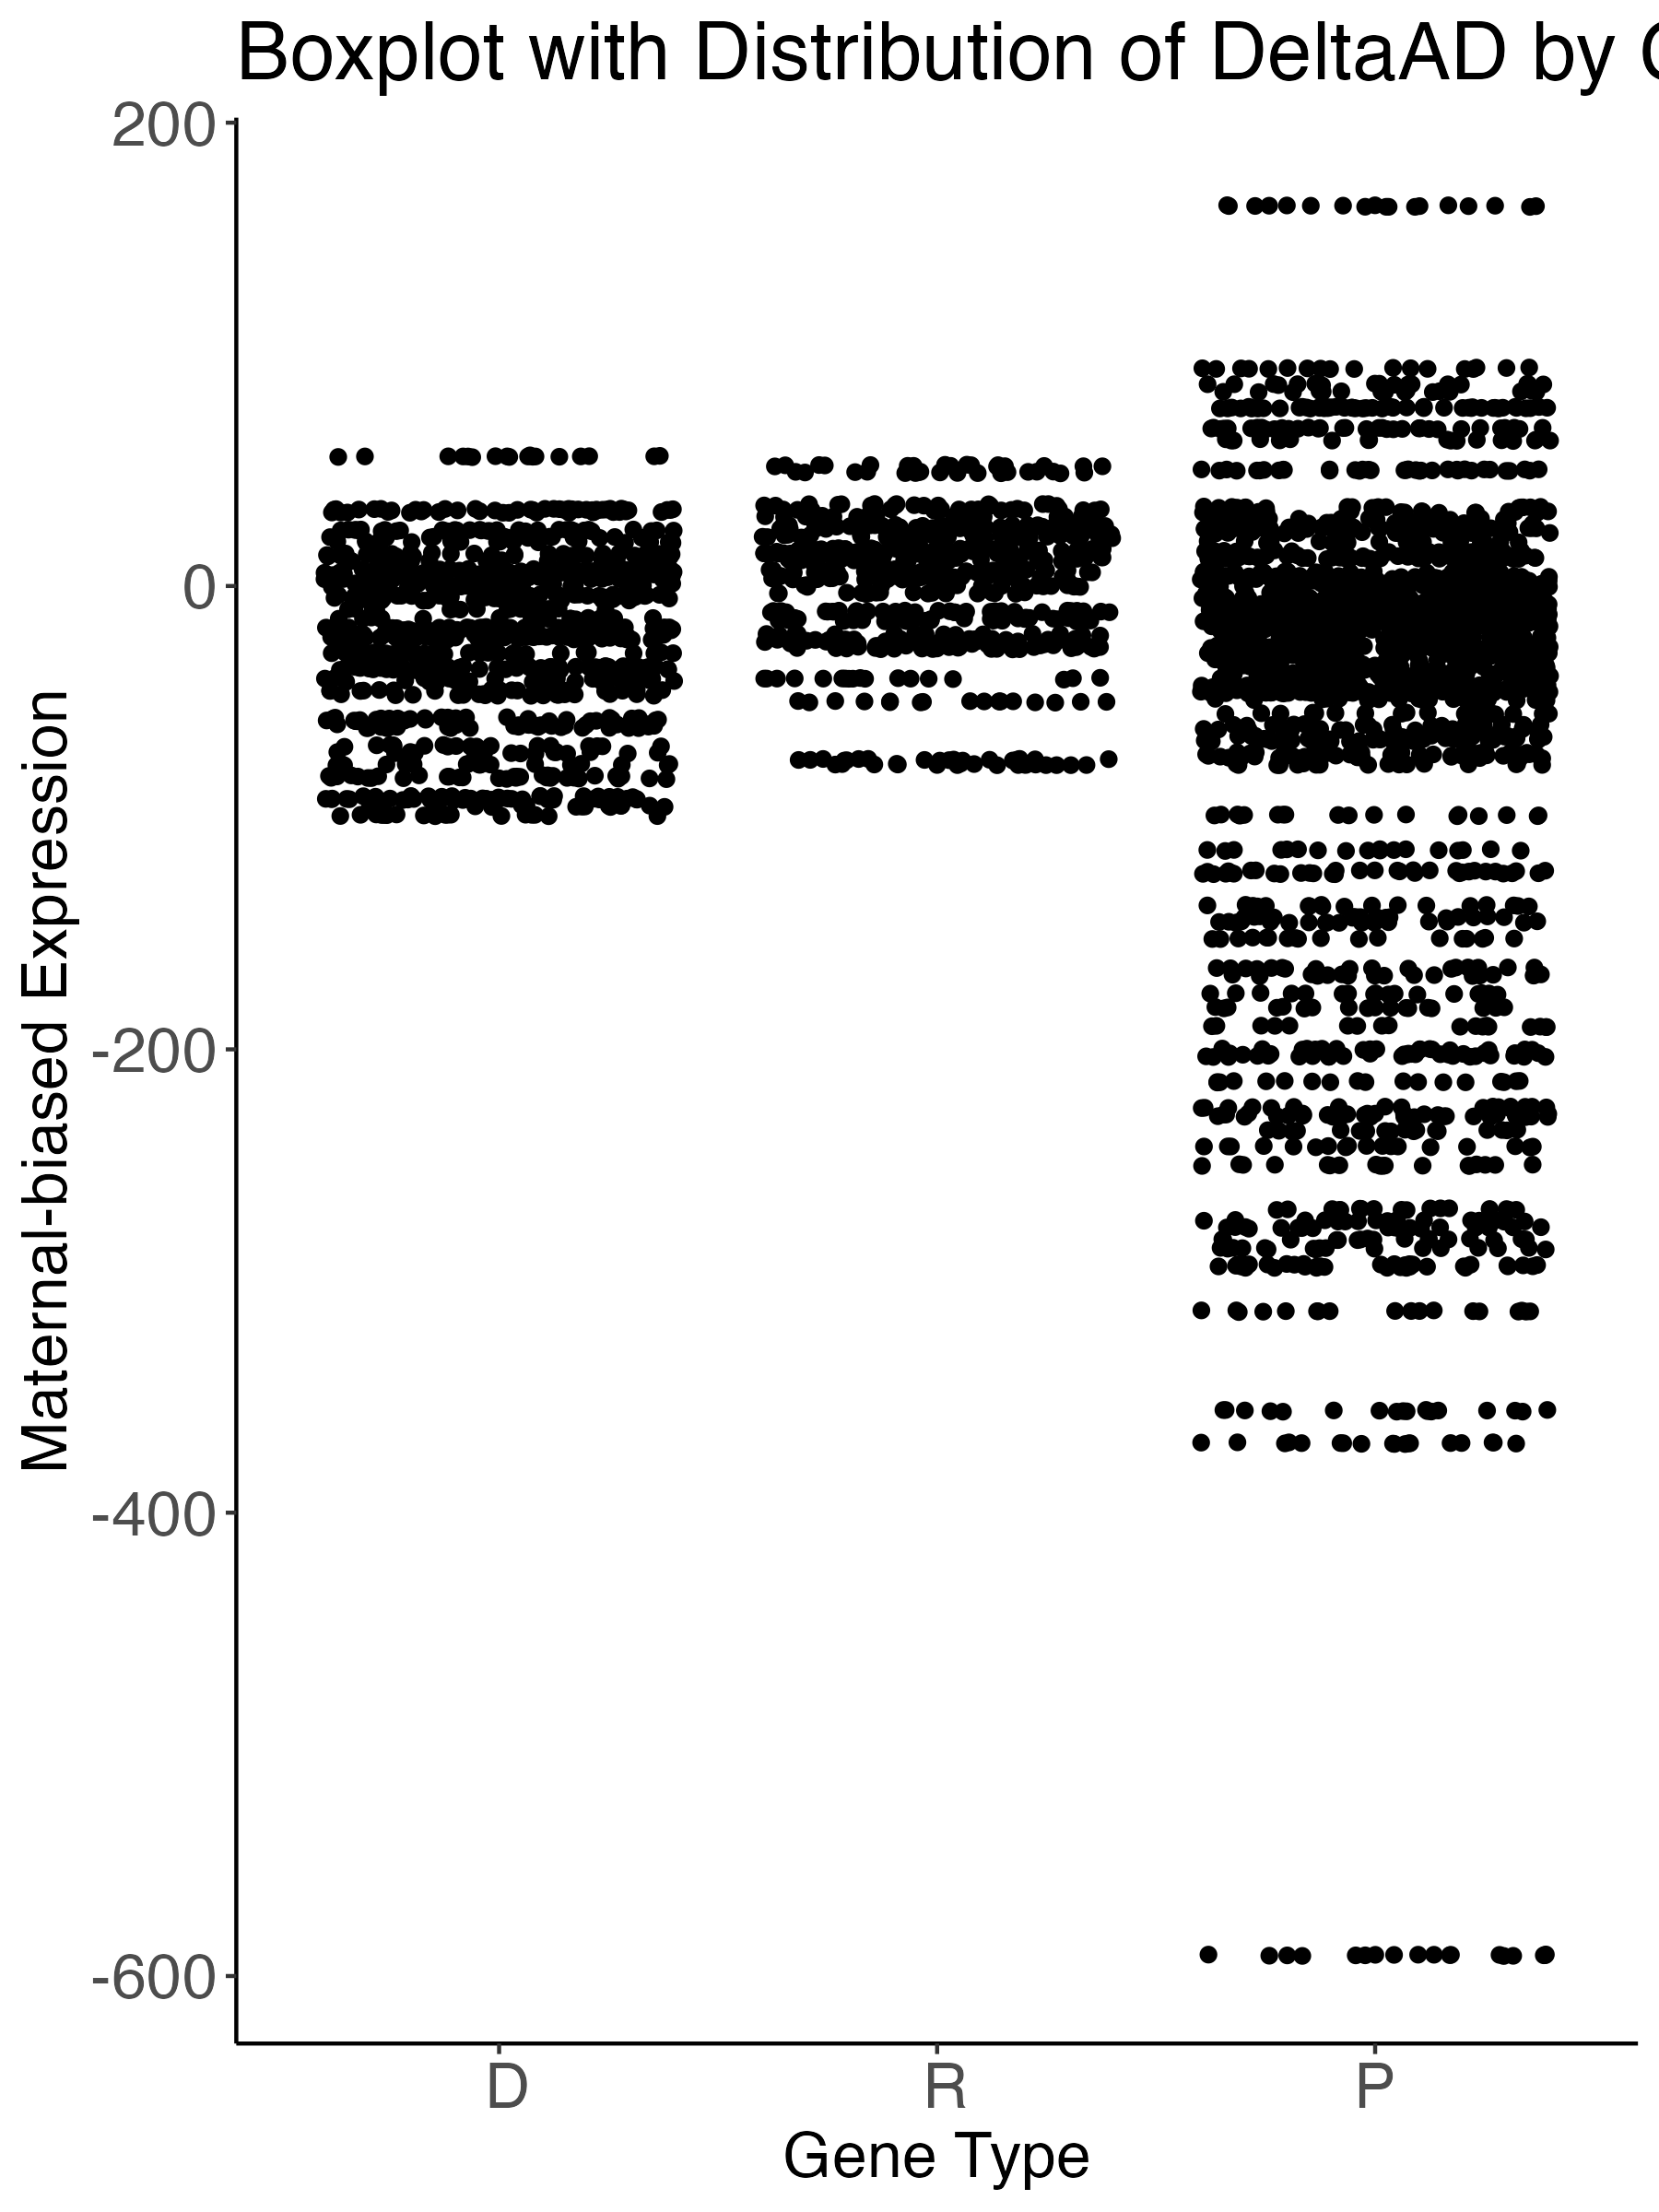 Boxplot with Distribution of DeltaAD by
200
0
-200
-400
-600
Maternal-biased Expression
D R P
Gene Type